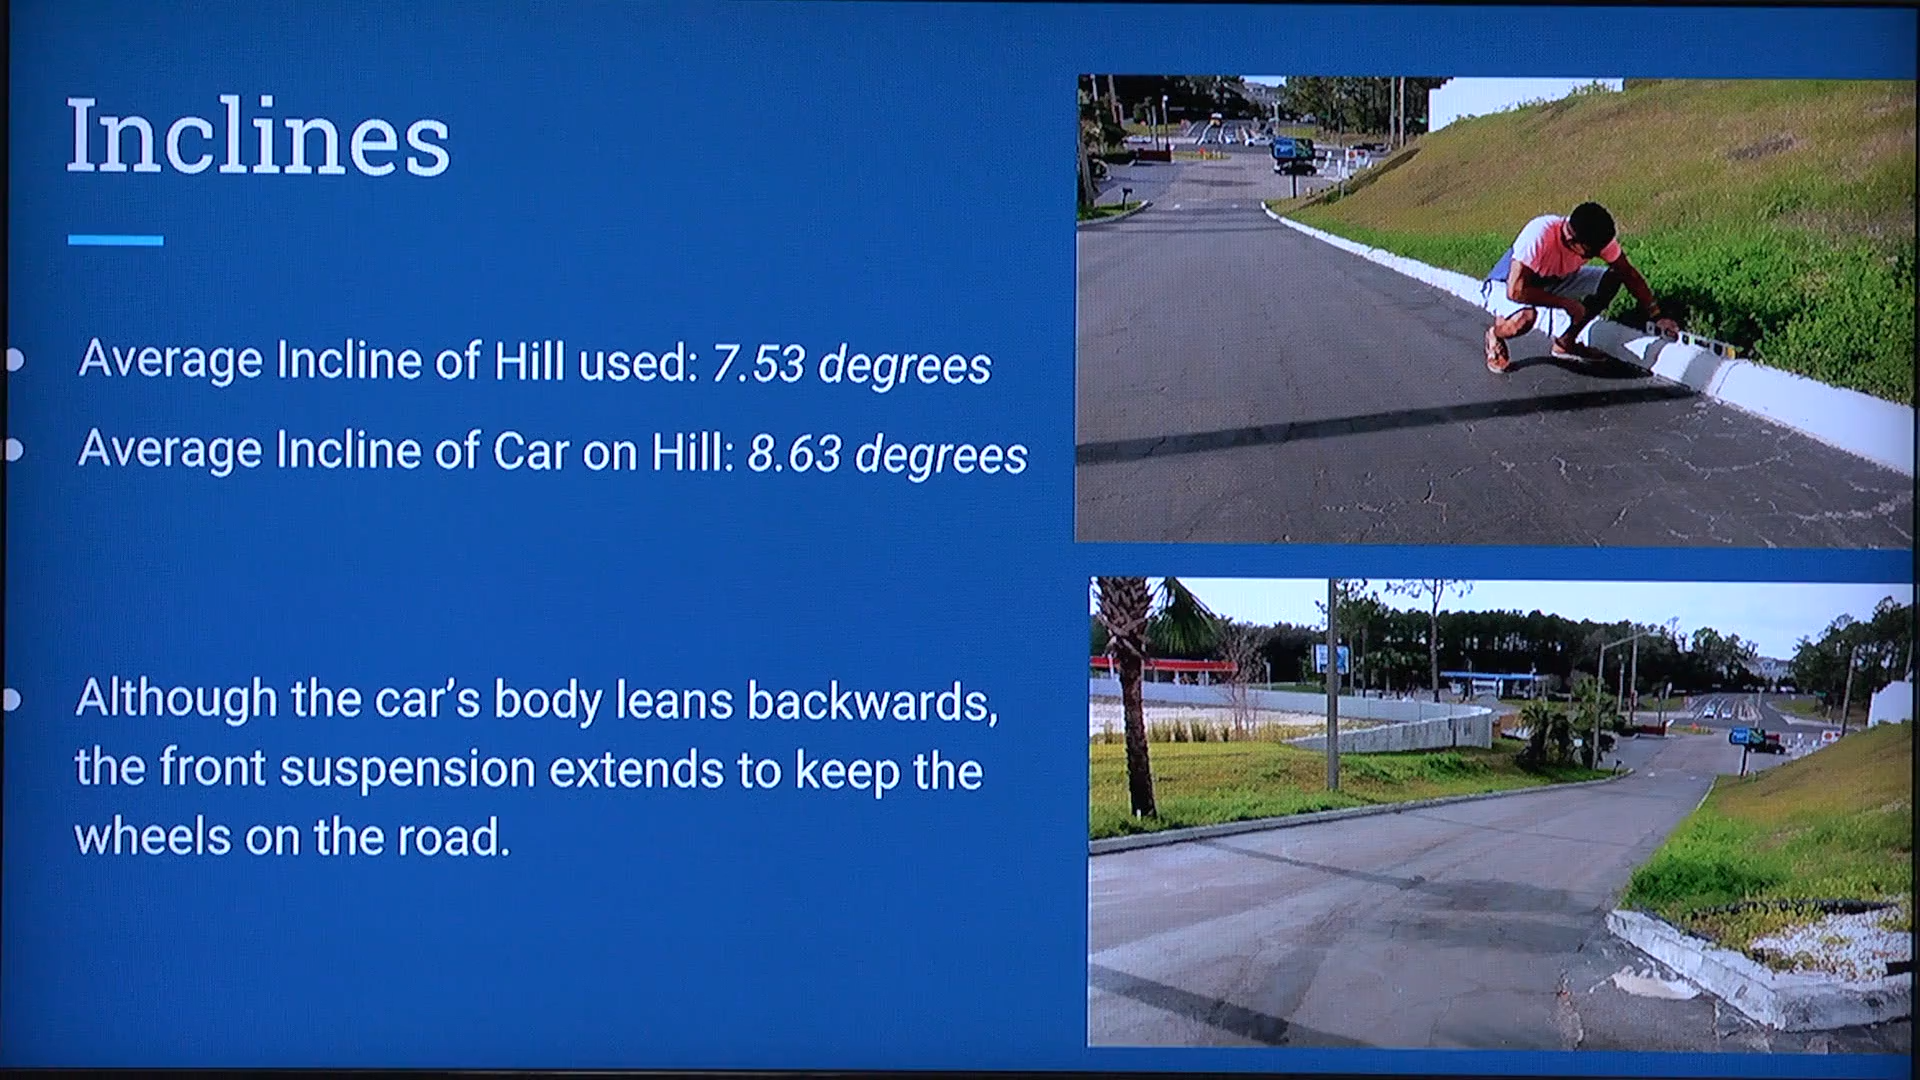 Inclines
Average Incline of Hill used: 7.53 degrees
Average Incline of Car on Hill: 8.63 degrees
Although the car’s body leans backwards,
the front suspension extends to keep the
wheels on the road.